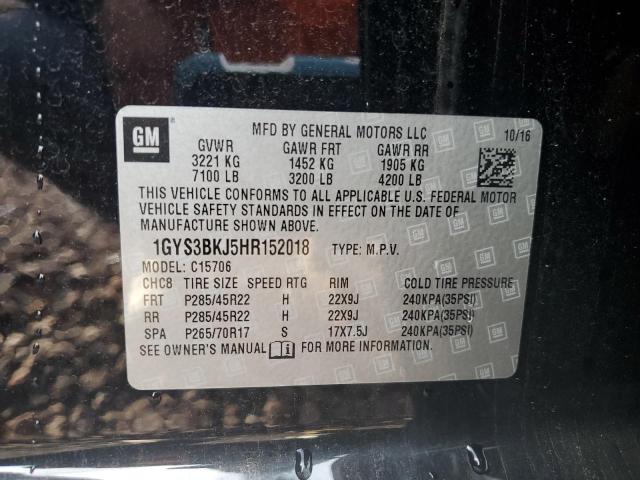 GM
MFD BY GENERAL MOTORS LLC
10/16
GVWR GAWR FRT GAWR RR
3221 KG 1452 KG 1905 KG
7100 LB 3200 LB 4200 LB
THIS VEHICLE CONFORMS TO ALL APPLICABLE U.S. FEDERAL MOTOR
VEHICLE SAFETY STANDARDS IN EFFECT ON THE DATE OF
MANUFACTURE SHOWN ABOVE.
1GYS3BKJ5HR152018 TYPE: M.P.V.
MODEL: C15706
CHC8 TIRE SIZE SPEED RTG RIM COLD TIRE PRESSURE
FRT P285/45R22 H 22X9J 240KPA(35PSI)
RR P285/45R22 H 22X9J 240KPA(35PSI)
SPA P265/70R17 S 17X7.5J 240KPA(35PSI)
SEE OWNER'S MANUAL FOR MORE INFORMATION.